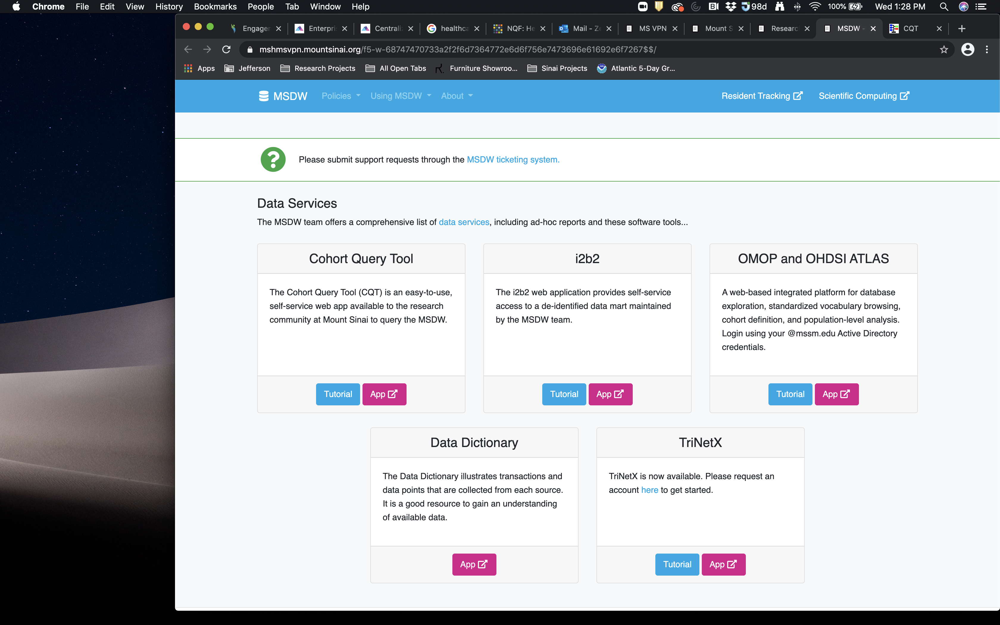 Chrome File Edit View History Bookmarks People Tab Window Help 98d 100% Wed 1:28 PM
Engager Enterpri Centrali healthca NQF: He Mail - Ze MS VPN Mount S Researc MSDW - CQT
mshmsvpn.mountsinai.org/f5-w-68747470733a2f2f6d7364772e6d6f756e7473696e61692e6f7267$$/
Apps Jefferson Research Projects All Open Tabs Furniture Showroo... Sinai Projects Atlantic 5-Day Gr...
MSDW Policies Using MSDW About Resident Tracking Scientific Computing
Please submit support requests through the MSDW ticketing system.
Data Services
The MSDW team offers a comprehensive list of data services, including ad-hoc reports and these software tools...
Cohort Query Tool
The Cohort Query Tool (CQT) is an easy-to-use,
self-service web app available to the research
community at Mount Sinai to query the MSDW.
Tutorial App
i2b2
The i2b2 web application provides self-service
access to a de-identified data mart maintained
by the MSDW team.
Tutorial App
OMOP and OHDSI ATLAS
A web-based integrated platform for database
exploration, standardized vocabulary browsing,
cohort definition, and population-level analysis.
Login using your @mssm.edu Active Directory
credentials.
Tutorial App
Data Dictionary
The Data Dictionary illustrates transactions and
data points that are collected from each source.
It is a good resource to gain an understanding
of available data.
App
TriNetX
TriNetX is now available. Please request an
account here to get started.
Tutorial App